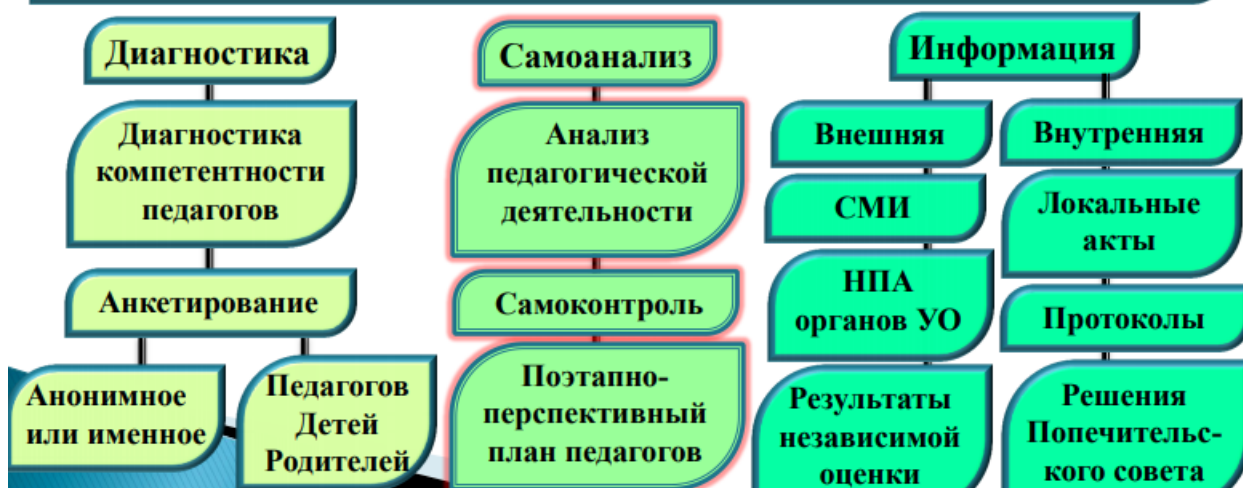 Диагностика
Диагностика
компетентности
педагогов
Анкетирование
Анонимное
или именное
Педагогов
Детей
Родителей
Самоанализ
Анализ
педагогической
деятельности
Самоконтроль
Поэтапно-
перспективный
план педагогов
Информация
Внешняя
СМИ
НПА
органов УО
Результаты
независимой
оценки
Внутренняя
Локальные
акты
Протоколы
Решения
Попечительс-
кого совета